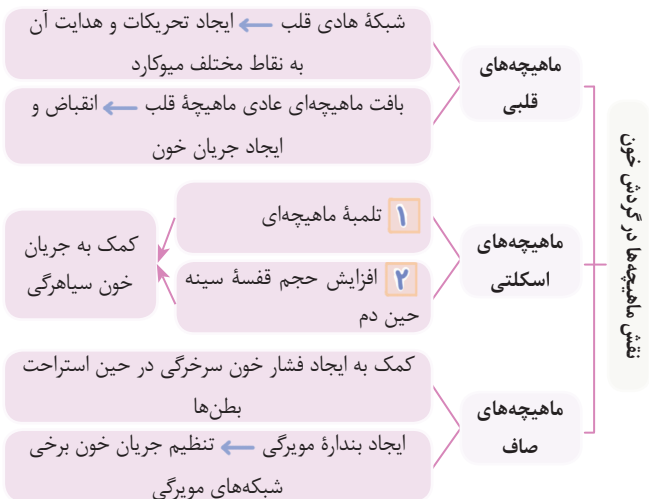 نقش ماهیچه‌ها در گردش خون
ماهیچه‌های
قلبی
شبکهٔ هادی قلب ← ایجاد تحریکات و هدایت آن
به نقاط مختلف میوکارد
بافت ماهیچه‌ای عادی ماهیچهٔ قلب ← انقباض و
ایجاد جریان خون
ماهیچه‌های
اسکلتی
۱ تلمبهٔ ماهیچه‌ای
۲ افزایش حجم قفسهٔ سینه
حین دم
کمک به جریان
خون سیاهرگی
ماهیچه‌های
صاف
کمک به ایجاد فشار خون سرخرگی در حین استراحت
بطن‌ها
ایجاد بندارهٔ مویرگی ← تنظیم جریان خون برخی
شبکه‌های مویرگی